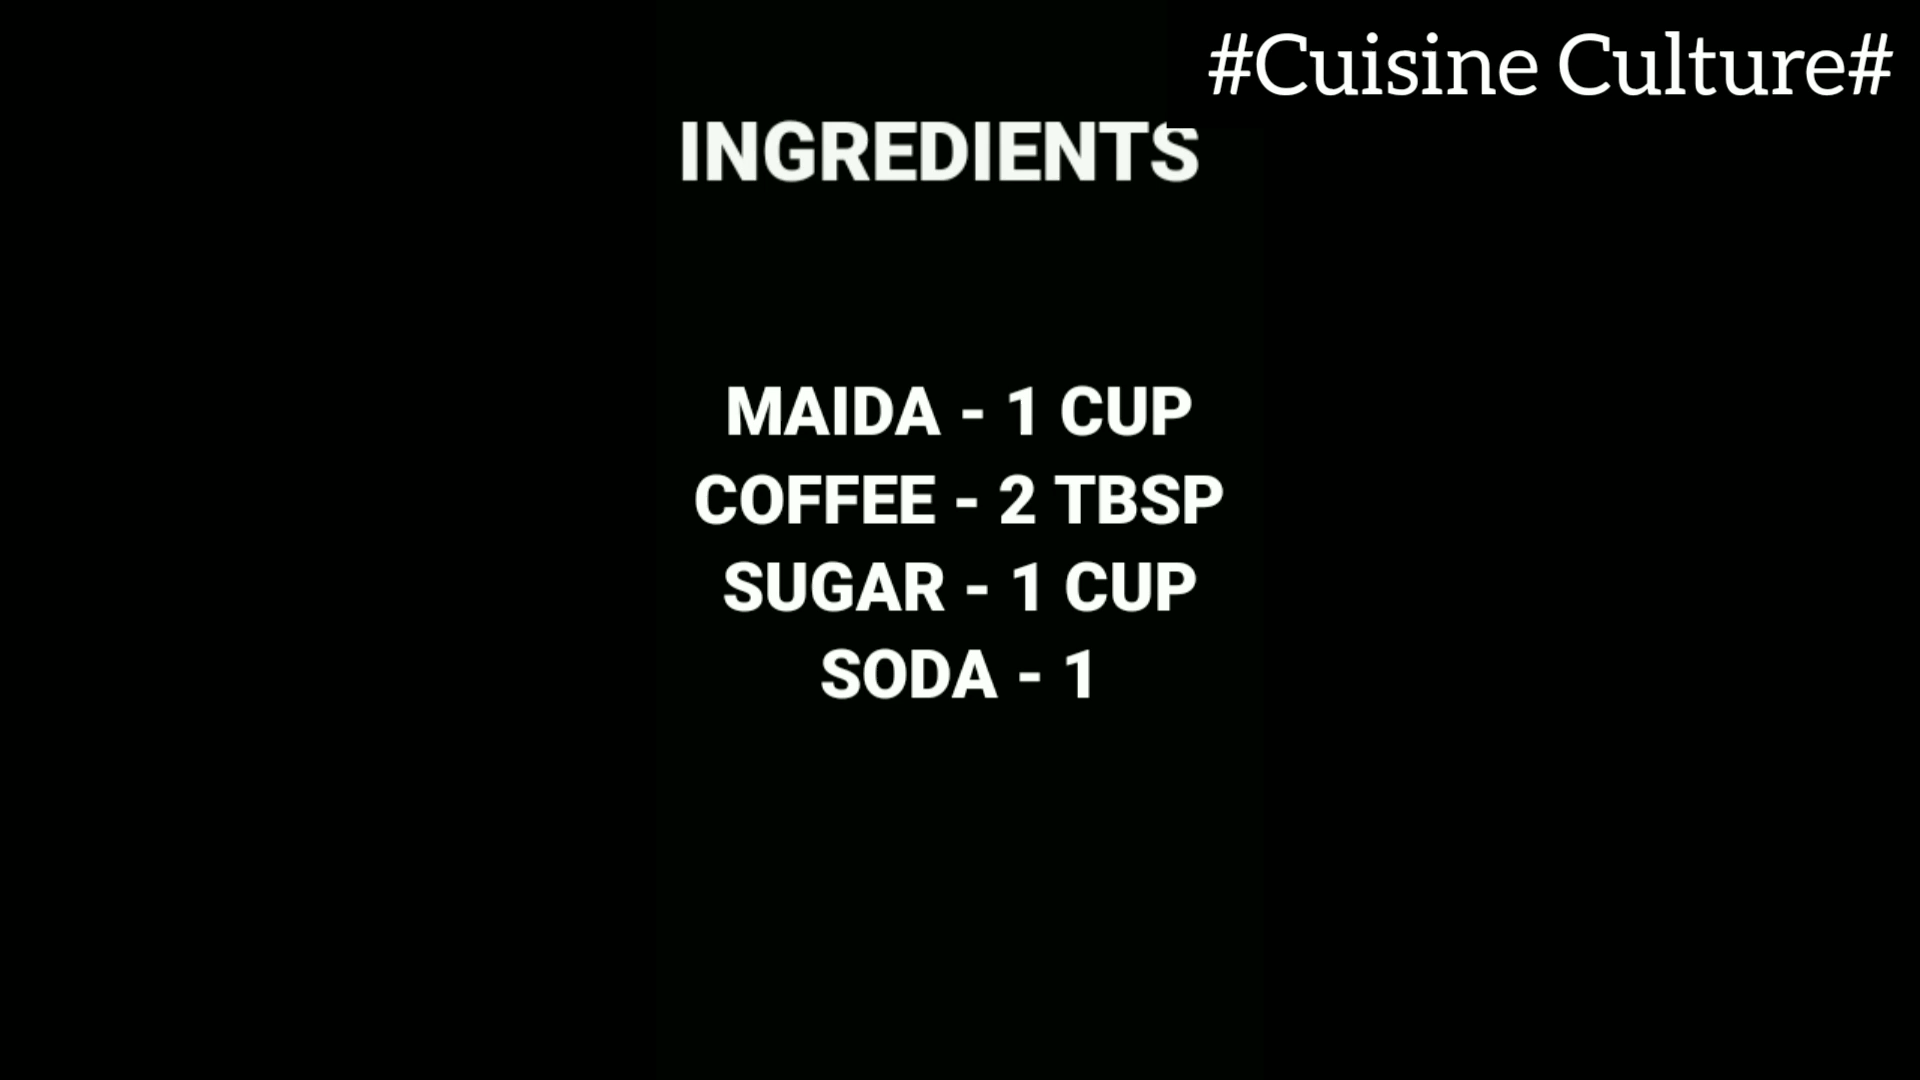 #Cuisine Culture#
INGREDIENTS
MAIDA - 1 CUP
COFFEE - 2 TBSP
SUGAR - 1 CUP
SODA - 1